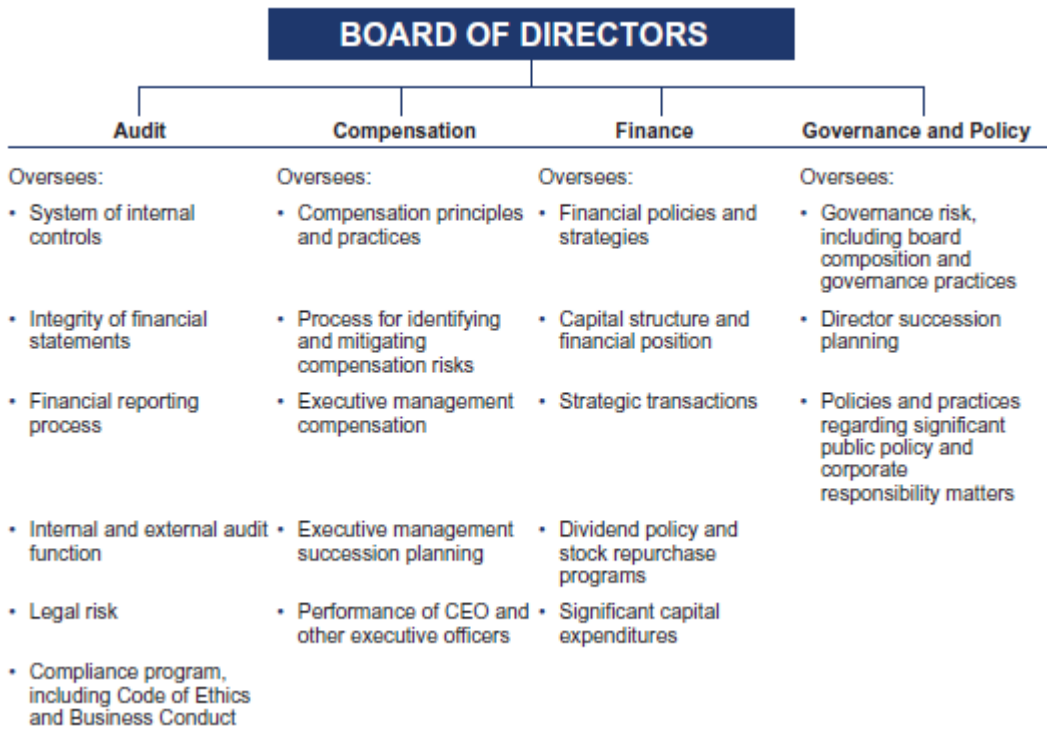 BOARD OF DIRECTORS
Audit
Oversees:
• System of internal
controls
• Integrity of financial
statements
• Financial reporting
process
• Internal and external audit
function
• Legal risk
• Compliance program,
including Code of Ethics
and Business Conduct
Compensation
Oversees:
• Compensation principles
and practices
• Process for identifying
and mitigating
compensation risks
• Executive management
compensation
• Executive management
succession planning
• Performance of CEO and
other executive officers
Finance
Oversees:
• Financial policies and
strategies
• Capital structure and
financial position
• Strategic transactions
• Dividend policy and
stock repurchase
programs
• Significant capital
expenditures
Governance and Policy
Oversees:
• Governance risk,
including board
composition and
governance practices
• Director succession
planning
• Policies and practices
regarding significant
public policy and
corporate
responsibility matters